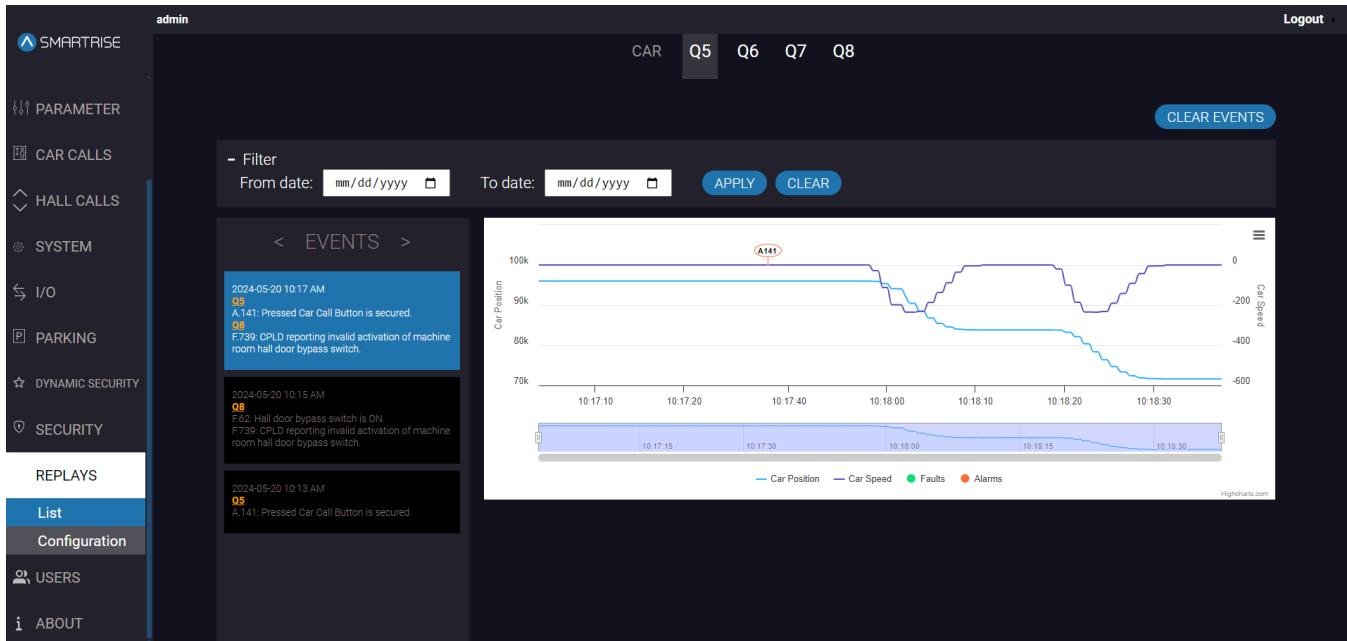 admin
Logout
SMARTRISE
CAR Q5 Q6 Q7 Q8
PARAMETER
CAR CALLS
HALL CALLS
SYSTEM
I/O
PARKING
DYNAMIC SECURITY
SECURITY
REPLAYS
List
Configuration
USERS
ABOUT
CLEAR EVENTS
− Filter
From date: mm/dd/yyyy To date: mm/dd/yyyy APPLY CLEAR
< EVENTS >
2024-05-20 10:17 AM
Q5
A.141: Pressed Car Call Button is secured.
Q8
F.739: CPLD reporting invalid activation of machine
room hall door bypass switch.
2024-05-20 10:15 AM
Q8
F.62: Hall door bypass switch is ON.
F.739: CPLD reporting invalid activation of machine
room hall door bypass switch.
2024-05-20 10:13 AM
Q5
A.141: Pressed Car Call Button is secured.
A141
Car Position
100k
90k
80k
70k
0
-200
-400
-600
Car Speed
10:17:10 10:17:20 10:17:40 10:18:00 10:18:10 10:18:20 10:18:30
10:17:15 10:17:30 10:18:00 10:18:15 10:18:30
Car Position Car Speed Faults Alarms
Highcharts.com